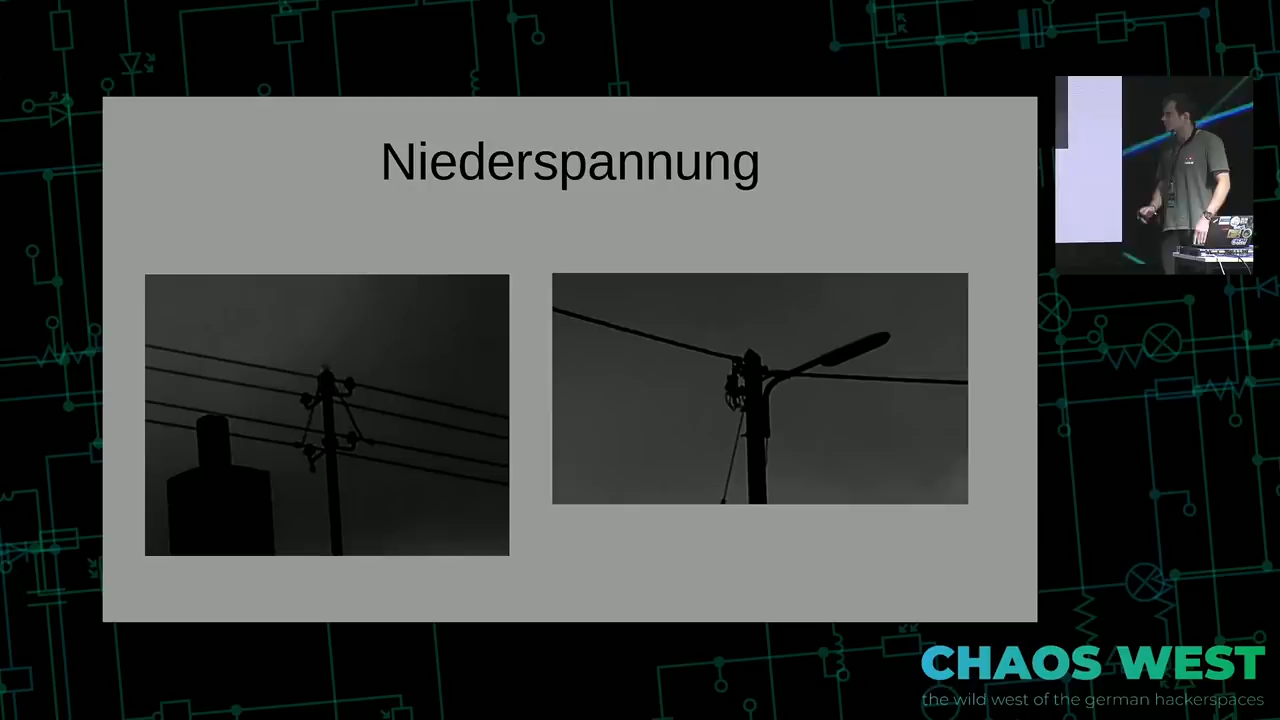 Niederspannung
CHAOS WEST
the wild west of the german hackerspaces